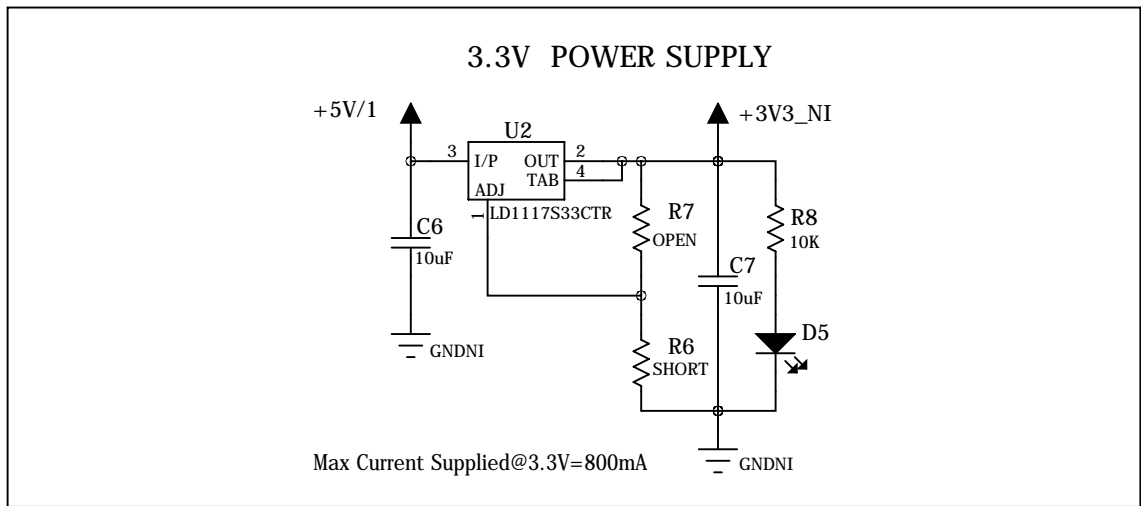 3.3V POWER SUPPLY
+5V/1
+3V3_NI
U2
3
I/P
OUT
2
TAB
4
ADJ
1
LD1117S33CTR
C6
10uF
R7
OPEN
R8
10K
C7
10uF
GNDNI
R6
SHORT
D5
GNDNI
Max Current Supplied@3.3V=800mA